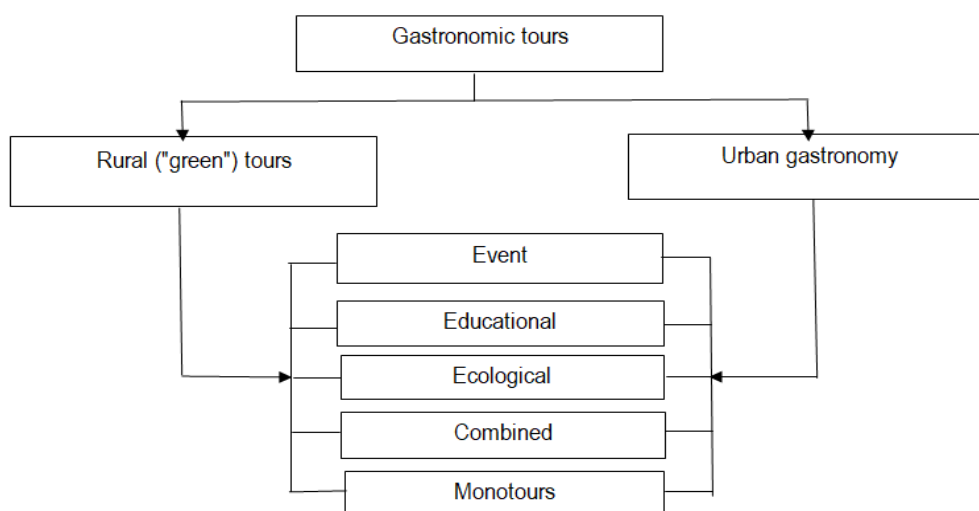 Gastronomic tours
Rural ("green") tours
Urban gastronomy
Event
Educational
Ecological
Combined
Monotours